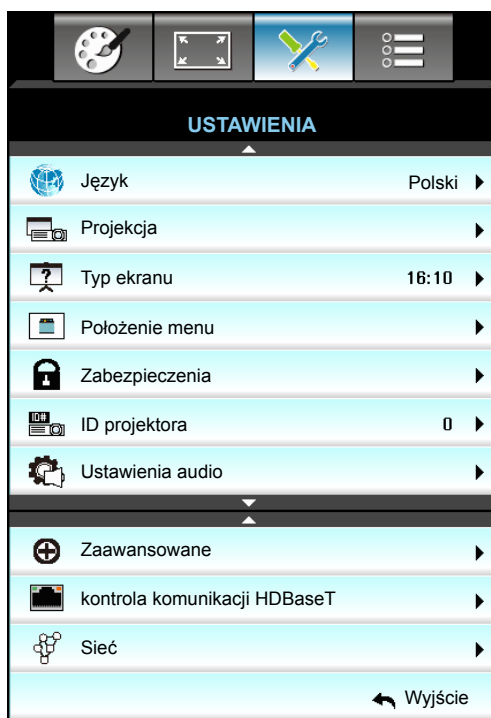 USTAWIENIA
Język Polski
Projekcja
? Typ ekranu 16:10
Położenie menu
Zabezpieczenia
ID# ID projektora 0
Ustawienia audio
Zaawansowane
kontrola komunikacji HDBaseT
Sieć
Wyjście